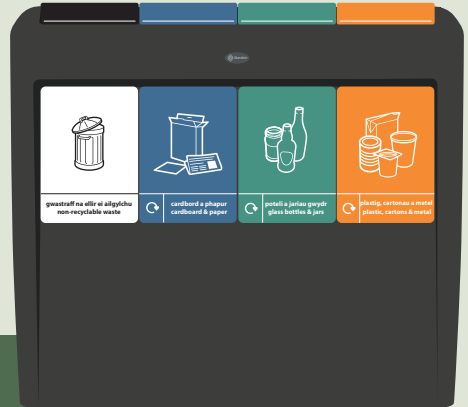 gwastraff na ellir ei ailgylchu
non-recyclable waste
cardbord a phapur
cardboard & paper
poteli a jariau gwydr
glass bottles & jars
plastig, cartonau a metel
plastic, cartons & metal